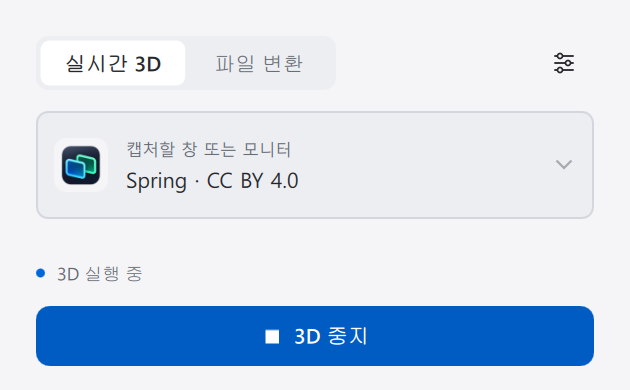 실시간 3D
파일 변환
캡처할 창 또는 모니터
Spring · CC BY 4.0
3D 실행 중
3D 중지